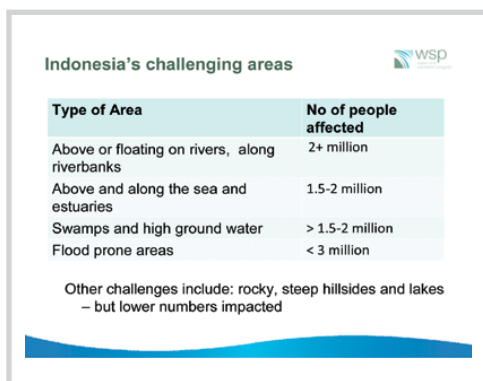 wsp
Indonesia's challenging areas
Type of Area
No of people
affected
Above or floating on rivers, along
riverbanks
2+ million
Above and along the sea and
estuaries
1.5-2 million
Swamps and high ground water
> 1.5-2 million
Flood prone areas
< 3 million
Other challenges include: rocky, steep hillsides and lakes
– but lower numbers impacted